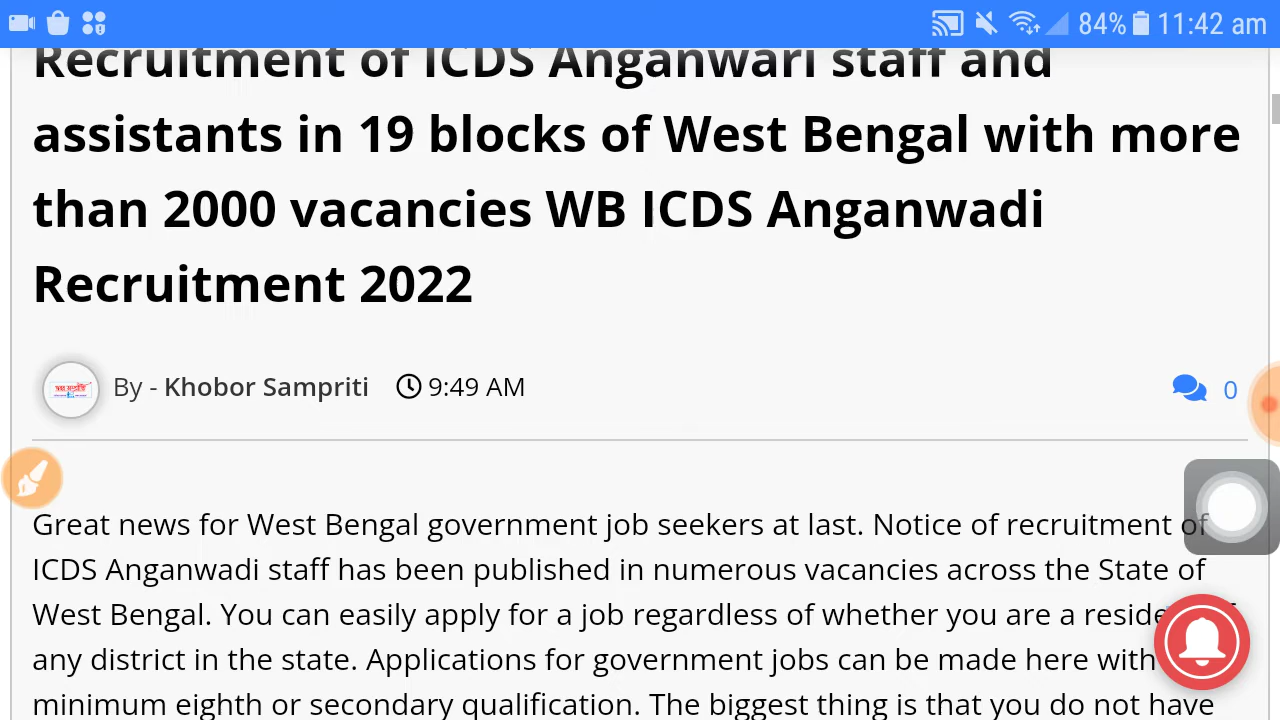 84% 11:42 am
Recruitment of ICDS Anganwari staff and
assistants in 19 blocks of West Bengal with more
than 2000 vacancies WB ICDS Anganwadi
Recruitment 2022
By - Khobor Sampriti 9:49 AM 0
Great news for West Bengal government job seekers at last. Notice of recruitment of
ICDS Anganwadi staff has been published in numerous vacancies across the State of
West Bengal. You can easily apply for a job regardless of whether you are a resident of
any district in the state. Applications for government jobs can be made here with
minimum eighth or secondary qualification. The biggest thing is that you do not have